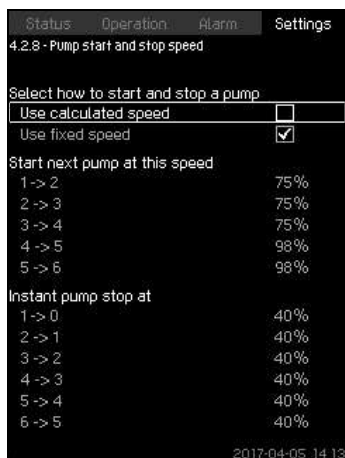 Status Operation Alarm Settings
4.2.8 - Pump start and stop speed
Select how to start and stop a pump
Use calculated speed
Use fixed speed
Start next pump at this speed
1 -> 2 75%
2 -> 3 75%
3 -> 4 75%
4 -> 5 98%
5 -> 6 98%
Instant pump stop at
1 -> 0 40%
2 -> 1 40%
3 -> 2 40%
4 -> 3 40%
5 -> 4 40%
6 -> 5 40%
2017-04-05 14:13